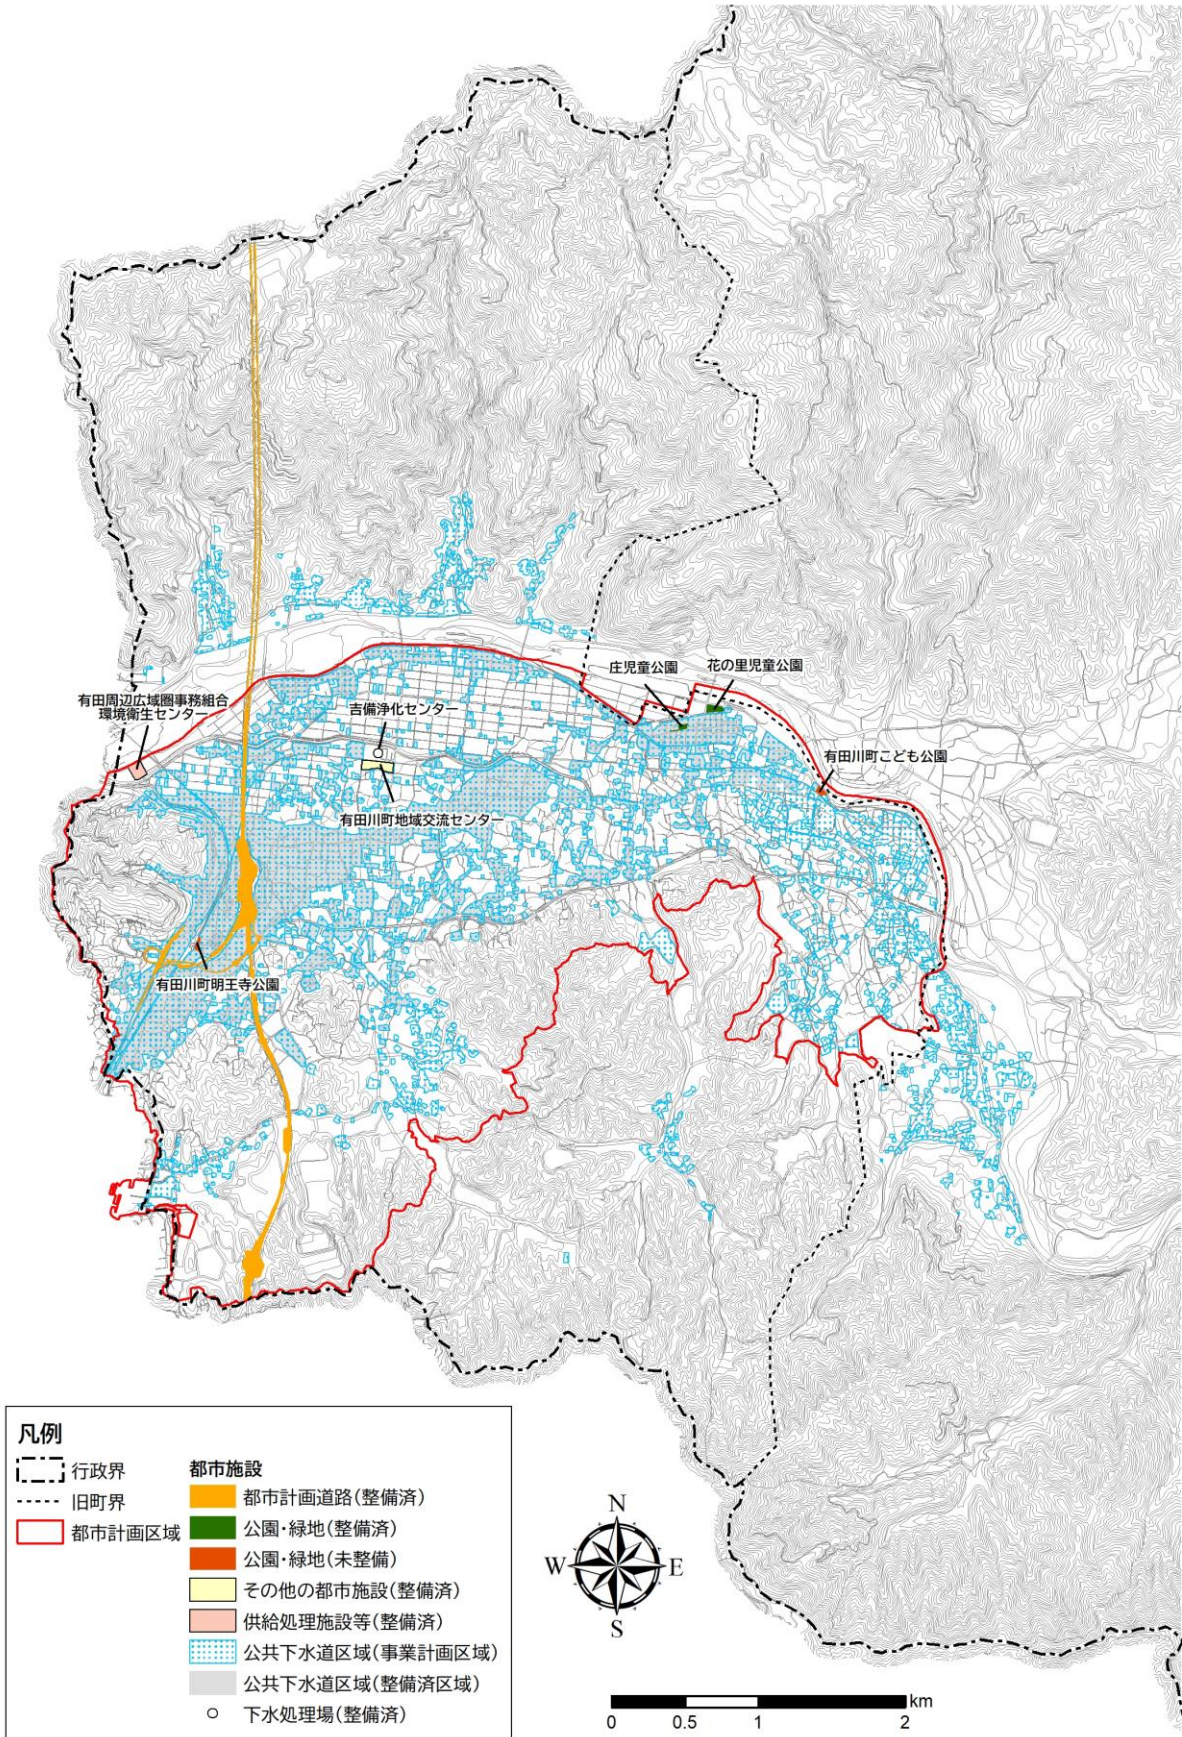 庄児童公園
花の里児童公園
有田周辺広域圏事務組合
環境衛生センター
吉備浄化センター
有田川町こども公園
有田川町地域交流センター
有田川町明王寺公園
凡例
行政界
旧町界
都市計画区域
都市施設
都市計画道路(整備済)
公園・緑地(整備済)
公園・緑地(未整備)
その他の都市施設(整備済)
供給処理施設等(整備済)
公共下水道区域(事業計画区域)
公共下水道区域(整備済区域)
下水処理場(整備済)
N
W E
S
km
0 0.5 1 2